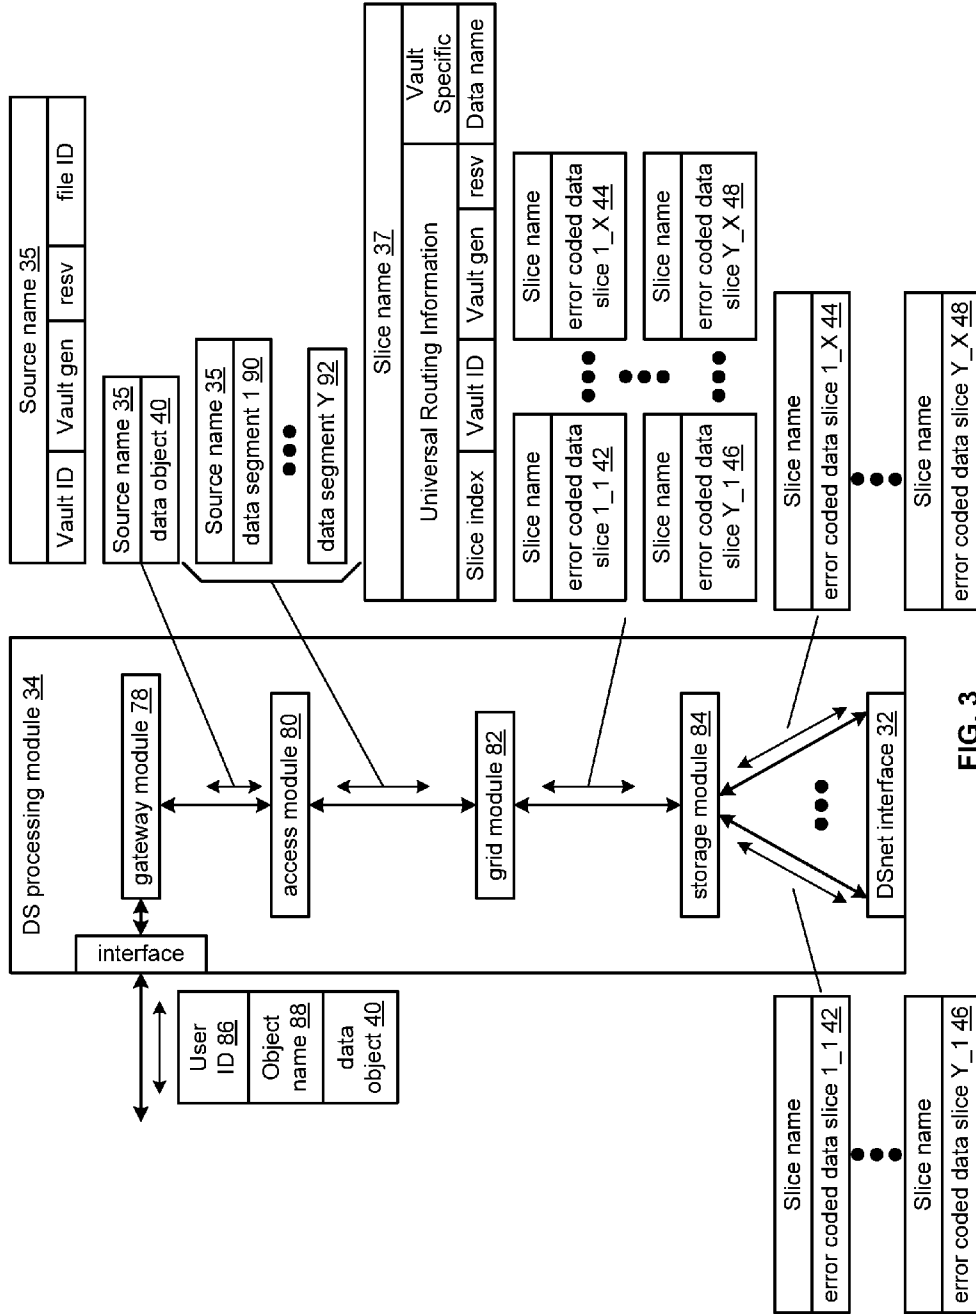 DS processing module 34
interface
gateway module 78
access module 80
grid module 82
storage module 84
DSnet interface 32
User
ID 86
Object
name 88
data
object 40
Source name 35
Vault ID
Vault gen
resv
file ID
Source name 35
data object 40
Source name 35
data segment 1 90
data segment Y 92
Slice name 37
Universal Routing Information
Vault
Specific
Slice index
Vault ID
Vault gen
resv
Data name
Slice name
error coded data
slice 1_1 42
Slice name
error coded data
slice 1_X 44
Slice name
error coded data
slice Y_1 46
Slice name
error coded data
slice Y_X 48
Slice name
error coded data slice 1_1 42
Slice name
error coded data slice Y_1 46
Slice name
error coded data slice 1_X 44
Slice name
error coded data slice Y_X 48
FIG. 3